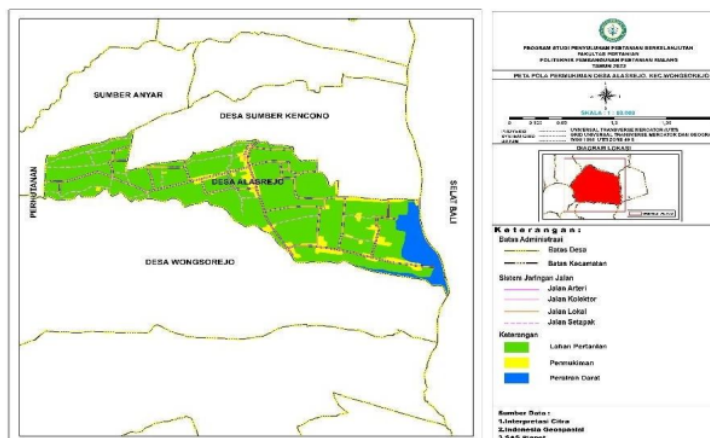 SUMBER ANYAR
DESA SUMBER KENCONO
PERHUTANAN
DESA ALASREJO
SELAT BALI
DESA WONGSOREJO
PROGRAM STUDI PENYULUHAN PERTANIAN BERKELANJUTAN
FAKULTAS PERTANIAN
POLITEKNIK PEMBANGUNAN PERTANIAN MALANG
TAHUN 2023
PETA POLA PERMUKIMAN DESA ALASREJO, KEC.WONGSOREJO
SKALA :
DIAGRAM LOKASI
Keterangan:
Batas Administrasi
Batas Desa
Batas Kecamatan
Sistem Jaringan Jalan
Jalan Arteri
Jalan Kolektor
Jalan Lokal
Jalan Setapak
Keterangan
Lahan Pertanian
Permukiman
Perairan Darat
Sumber Data :
1.Interpretasi Citra
2.Indonesia Geospasial